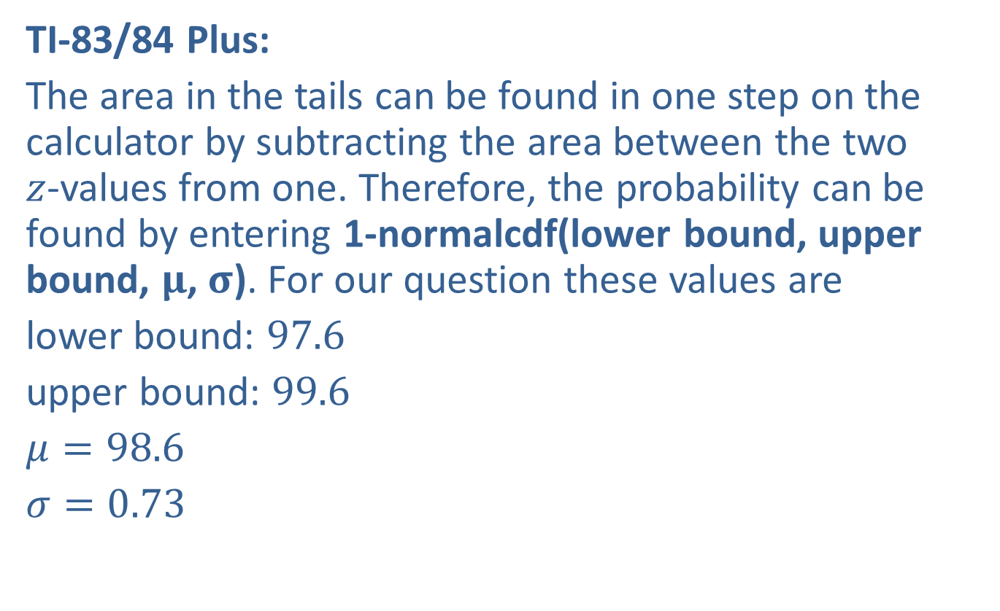 TI-83/84 Plus:
The area in the tails can be found in one step on the
calculator by subtracting the area between the two
z-values from one. Therefore, the probability can be
found by entering 1-normalcdf(lower bound, upper
bound, μ, σ). For our question these values are
lower bound: 97.6
upper bound: 99.6
μ = 98.6
σ = 0.73